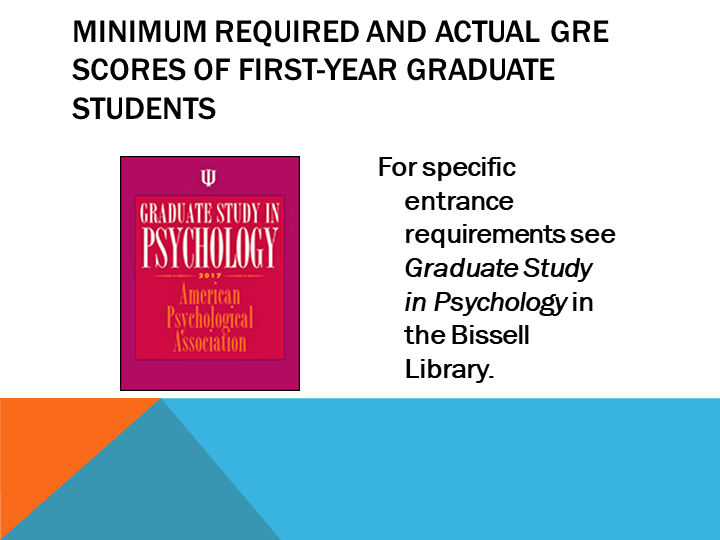 MINIMUM REQUIRED AND ACTUAL GRE
SCORES OF FIRST-YEAR GRADUATE
STUDENTS
Ψ
GRADUATE STUDY IN
PSYCHOLOGY
2017
American
Psychological
Association
For specific
entrance
requirements see
Graduate Study
in Psychology in
the Bissell
Library.